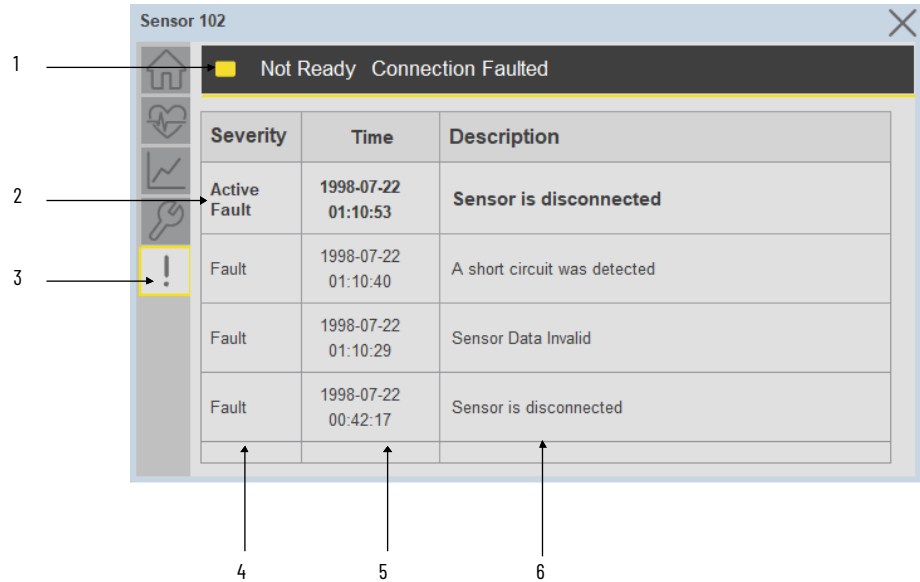 Sensor 102
1
Not Ready Connection Faulted
Severity Time Description
2
Active Fault
1998-07-22
01:10:53
Sensor is disconnected
3
!
Fault
1998-07-22
01:10:40
A short circuit was detected
Fault
1998-07-22
01:10:29
Sensor Data Invalid
Fault
1998-07-22
00:42:17
Sensor is disconnected
4 5 6